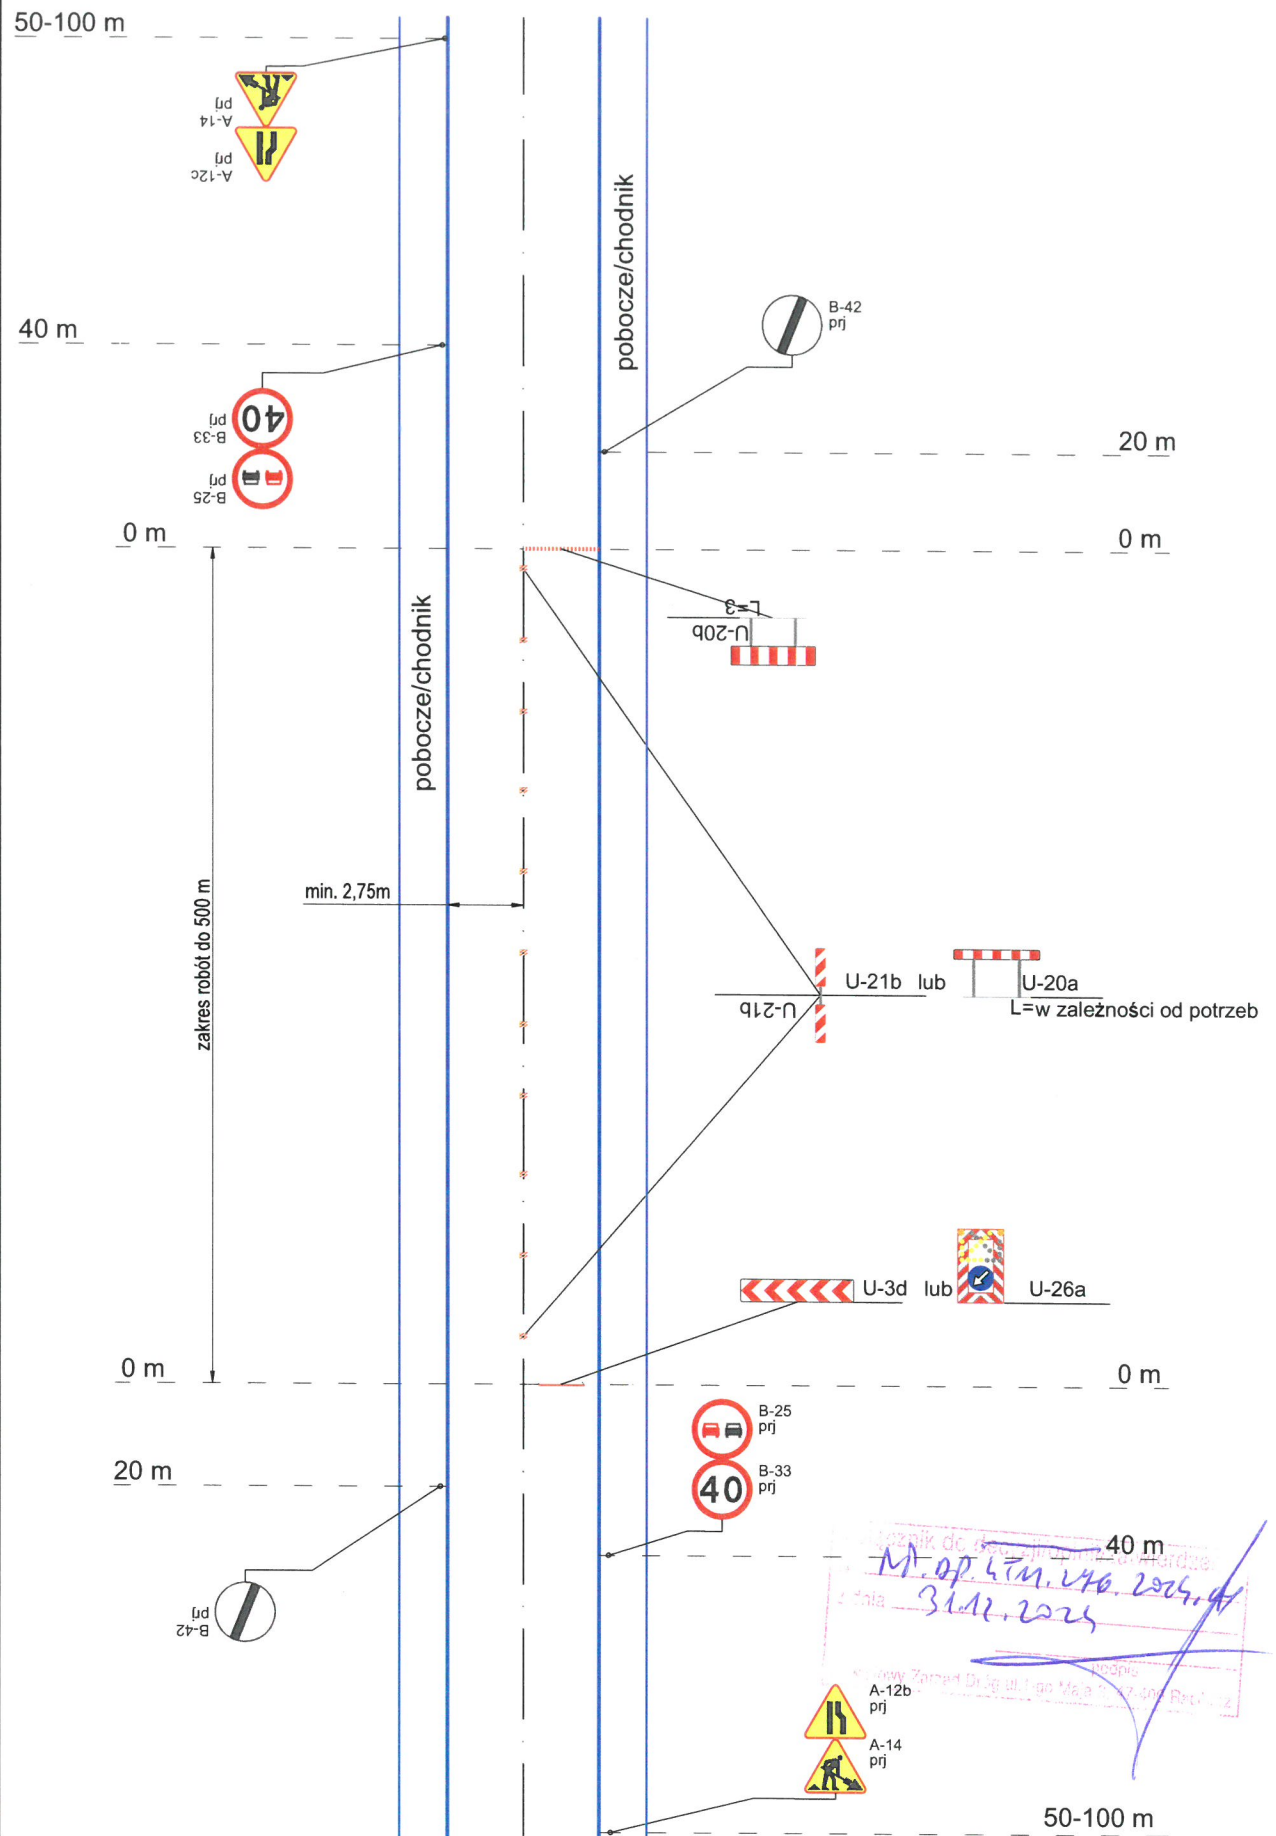 50-100 m
A-14
prj
A-12c
prj
pobocze/chodnik
B-42
prj
40 m
40
B-33
prj
B-25
prj
20 m
0 m
0 m
L=3
U-20b
pobocze/chodnik
min. 2,75m
zakres robót do 500 m
U-21b lub U-20a
U-21b
L=w zależności od potrzeb
U-3d lub U-26a
0 m
0 m
B-25
prj
20 m
B-33
prj
40
40 m
31.12.2024
podpis
B-42
prj
A-12b
prj
A-14
prj
50-100 m